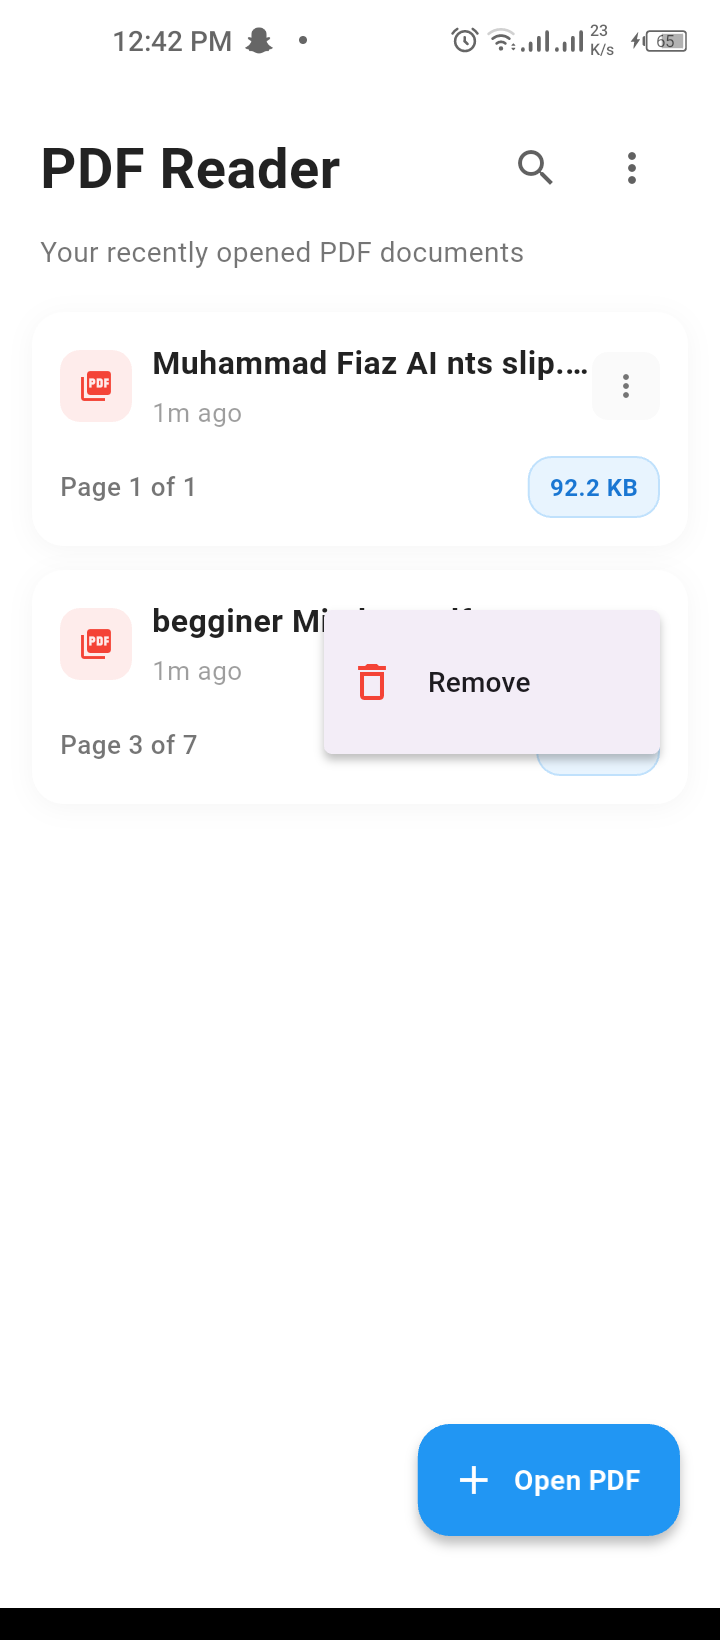 12:42 PM
23
K/s
65
PDF Reader
Your recently opened PDF documents
PDF
Muhammad Fiaz AI nts slip.…
1m ago
Page 1 of 1
92.2 KB
PDF
begginer
1m ago
Remove
Page 3 of 7
Open PDF